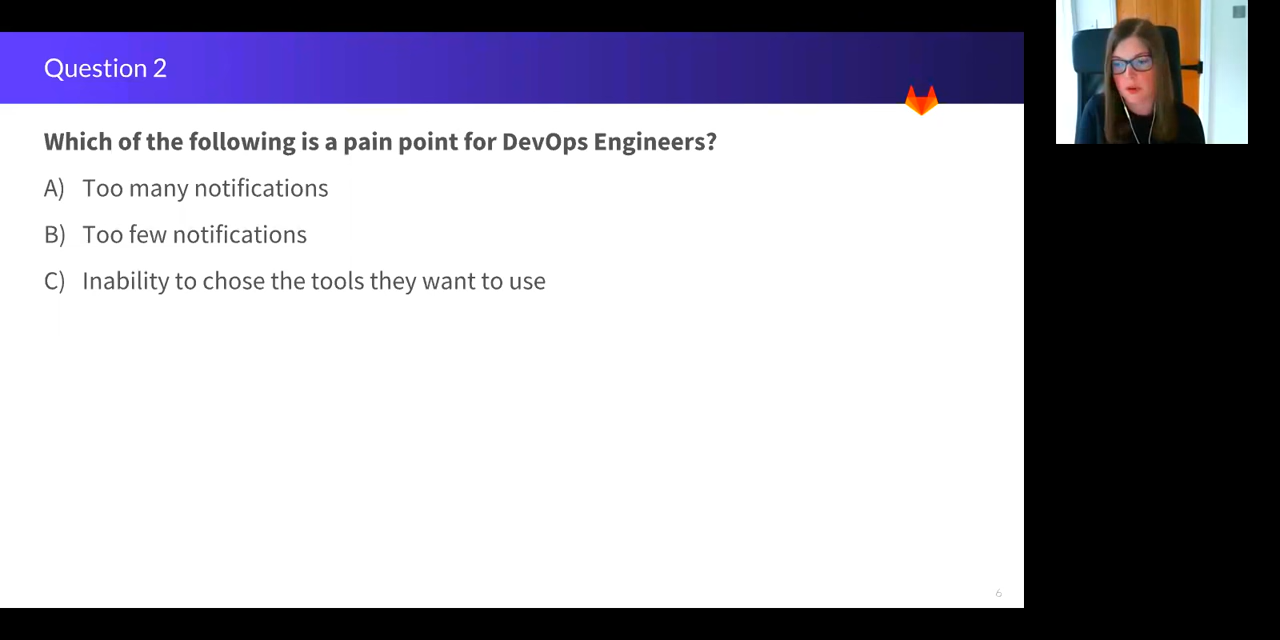 Question 2
Which of the following is a pain point for DevOps Engineers?
A) Too many notifications
B) Too few notifications
C) Inability to chose the tools they want to use
6